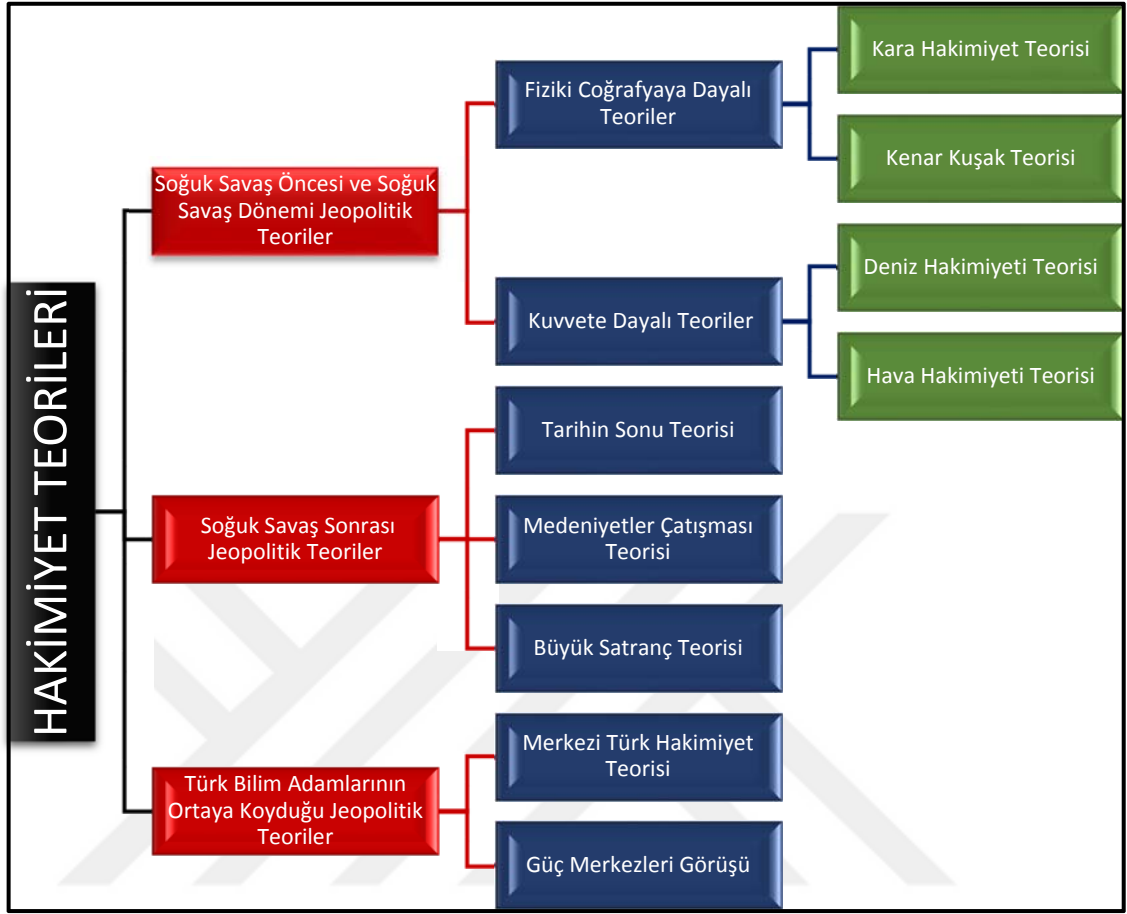 HAKİMİYET TEORİLERİ
Soğuk Savaş Öncesi ve Soğuk
Savaş Dönemi Jeopolitik
Teoriler
Fiziki Coğrafyaya Dayalı
Teoriler
Kara Hakimiyet Teorisi
Kenar Kuşak Teorisi
Kuvvete Dayalı Teoriler
Deniz Hakimiyeti Teorisi
Hava Hakimiyeti Teorisi
Soğuk Savaş Sonrası
Jeopolitik Teoriler
Tarihin Sonu Teorisi
Medeniyetler Çatışması
Teorisi
Büyük Satranç Teorisi
Türk Bilim Adamlarının
Ortaya Koyduğu Jeopolitik
Teoriler
Merkezi Türk Hakimiyet
Teorisi
Güç Merkezleri Görüşü